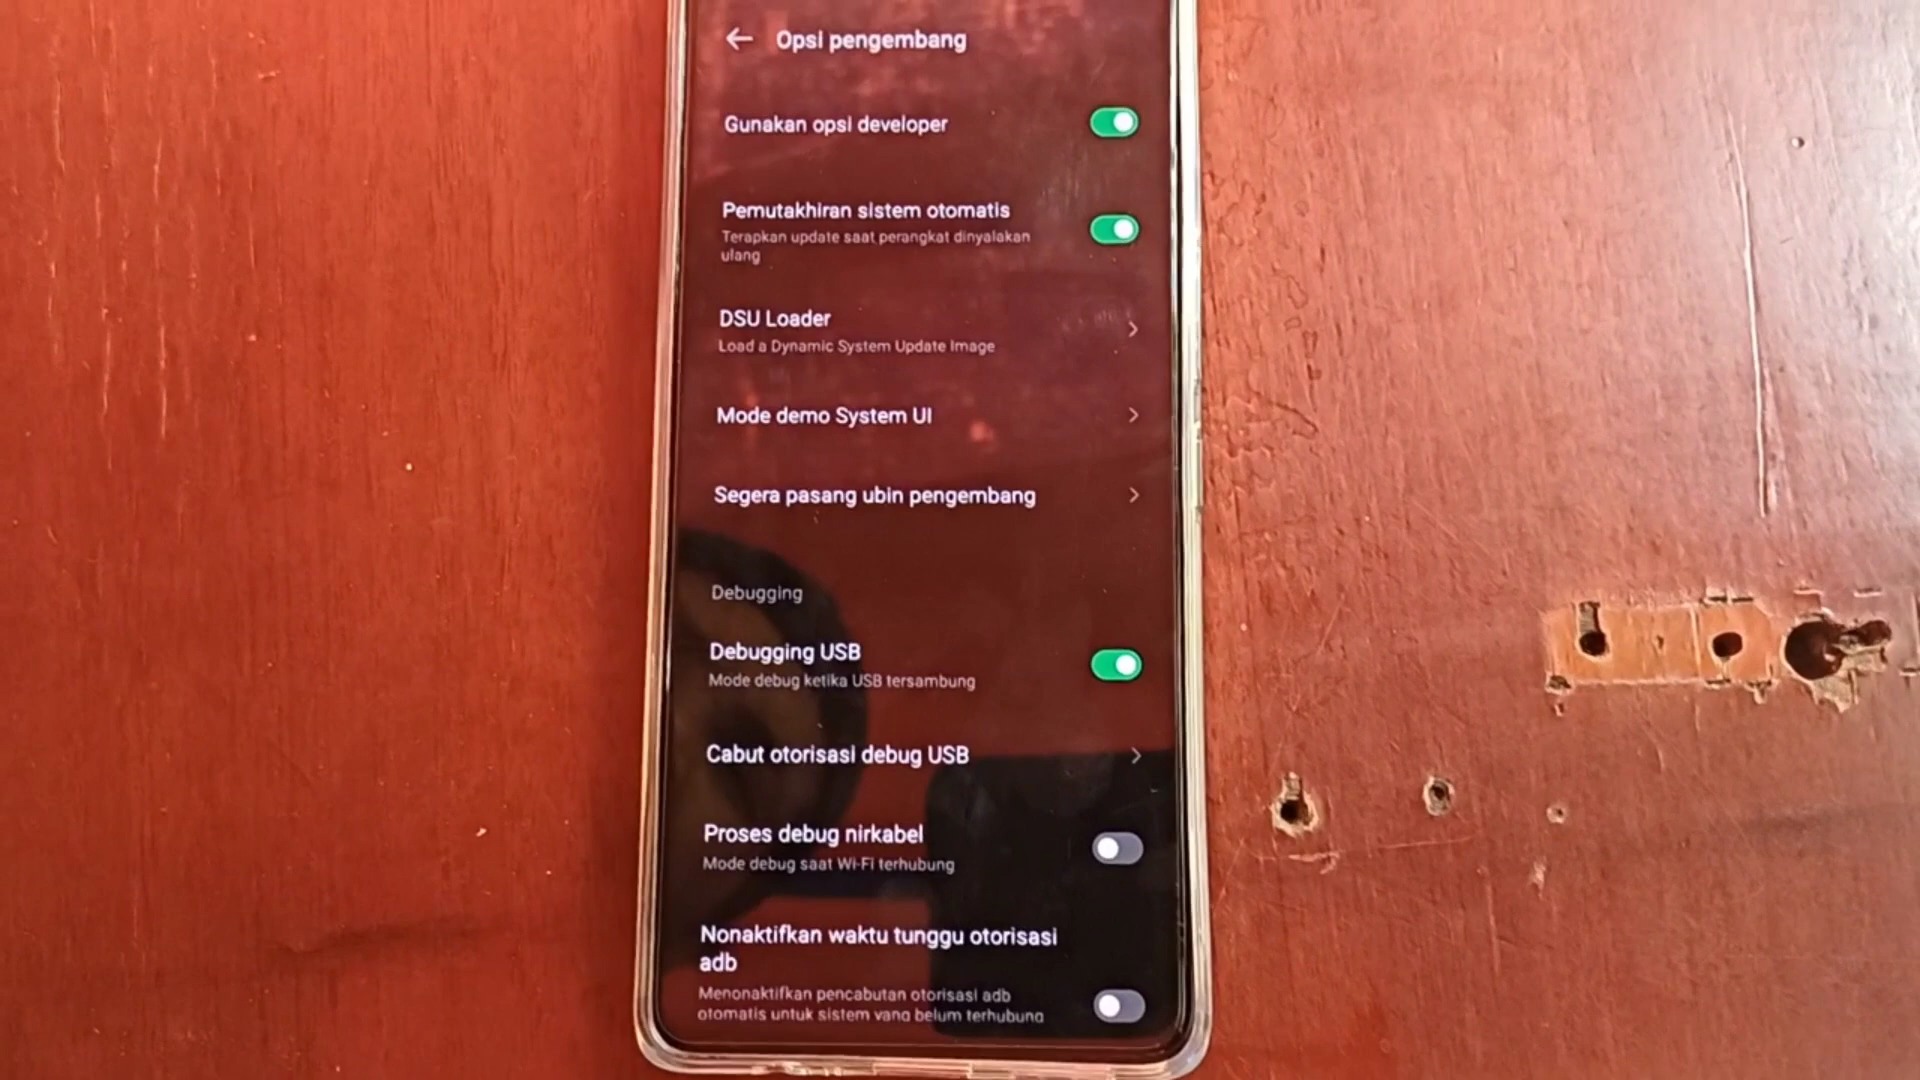 Opsi pengembang
Gunakan opsi developer
Pemutakhiran sistem otomatis
Terapkan update saat perangkat dinyalakan
ulang
DSU Loader
Load a Dynamic System Update Image
Mode demo System UI
Segera pasang ubin pengembang
Debugging
Debugging USB
Mode debug ketika USB tersambung
Cabut otorisasi debug USB
Proses debug nirkabel
Mode debug saat Wi-Fi terhubung
Nonaktifkan waktu tunggu otorisasi
adb
Menonaktifkan pencabutan otorisasi adb
otomatis untuk sistem yang belum terhubung